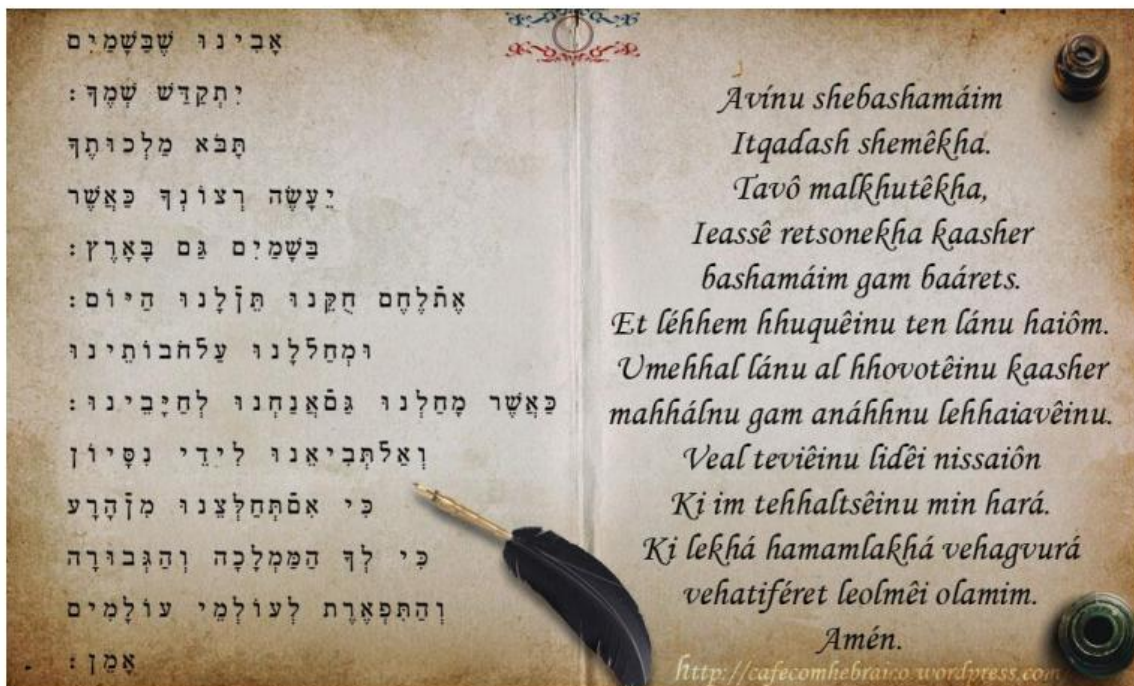 אָבִינוּ שֶׁבַּשָּׁמַיִם
יִתְקַדַּשׁ שְׁמֶךָ:
תָּבֹא מַלְכוּתֶךָ
יֵעָשֶׂה רְצוֹנְךָ כַּאֲשֶׁר
בַּשָּׁמַיִם גַּם בָּאָרֶץ:
אֶת־לֶחֶם חֻקֵּנוּ תֵּן־לָנוּ הַיּוֹם:
וּמְחַל־לָנוּ עַל־חֹבוֹתֵינוּ
כַּאֲשֶׁר מָחַלְנוּ גַּם־אֲנַחְנוּ לְחַיָּבֵינוּ:
וְאַל־תְּבִיאֵנוּ לִידֵי נִסָּיוֹן
כִּי אִם־תְּחַלְּצֵנוּ מִן־הָרָע
כִּי לְךָ הַמַּמְלָכָה וְהַגְּבוּרָה
וְהַתִּפְאֶרֶת לְעוֹלְמֵי עוֹלָמִים
אָמֵן:
Avínu shebashamáim
Itqadash shemêkha.
Tavô malkhutêkha,
Ieassê retsonekha kaasher
bashamáim gam baárets.
Et léhhem hhuquêinu ten lánu haiôm.
Umehhal lánu al hhovotêinu kaasher
mahhálnu gam anáhhnu lehhaiavêinu.
Veal teviêinu lidêi nissaiôn
Ki im tehhaltsêinu min hará.
Ki lekhá hamamlakhá vehagvurá
vehatiféret leolmêi olamim.
Amén.
http://cafecomhebraico.wordpress.com